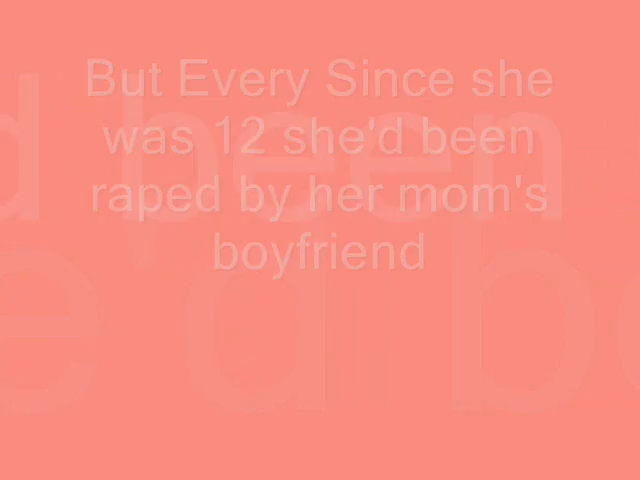 But Every Since she
was 12 she'd been
raped by her mom's
boyfriend